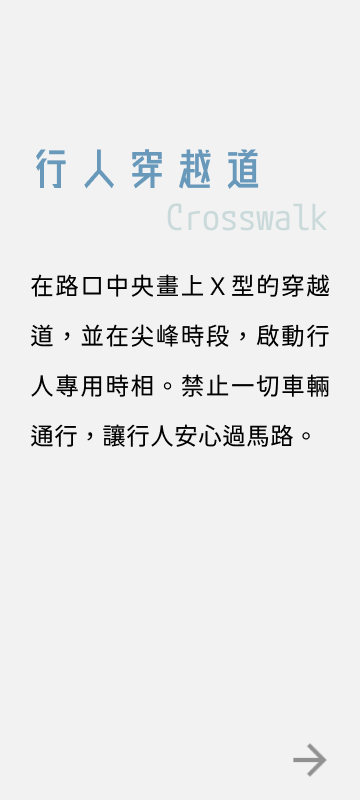 行人穿越道
Crosswalk
在路口中央畫上Ｘ型的穿越
道，並在尖峰時段，啟動行
人專用時相。禁止一切車輛
通行，讓行人安心過馬路。